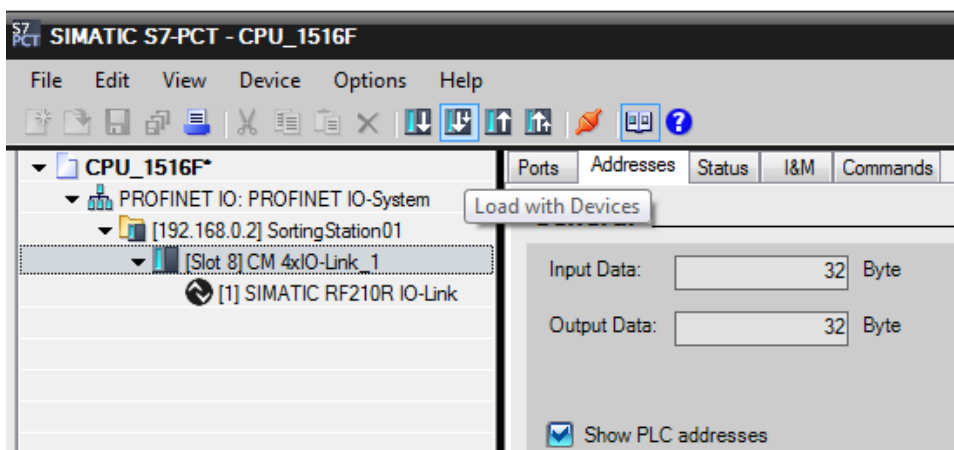 S7 PCT SIMATIC S7-PCT - CPU_1516F
File Edit View Device Options Help
CPU_1516F*
PROFINET IO: PROFINET IO-System
[192.168.0.2] SortingStation01
[Slot 8] CM 4xIO-Link_1
[1] SIMATIC RF210R IO-Link
Ports Addresses Status I&M Commands
Load with Devices
Input Data: 32 Byte
Output Data: 32 Byte
Show PLC addresses